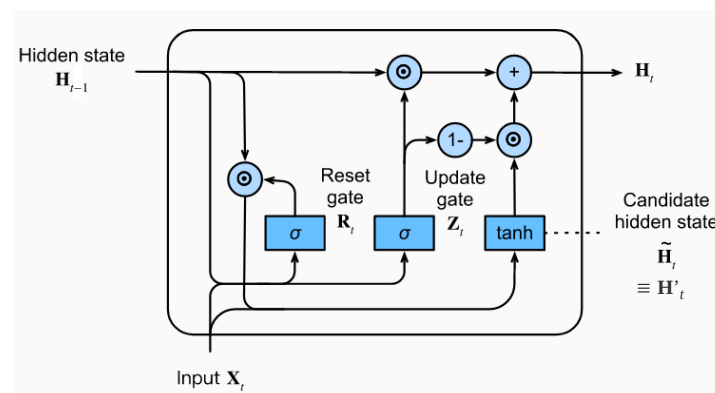 Hidden state
H_{t−1}
⊙
+
H_t
1-
⊙
⊙
Reset
gate
R_t
Update
gate
Z_t
σ
σ
tanh
Candidate
hidden state
H̃_t
≡ H’_t
Input X_t